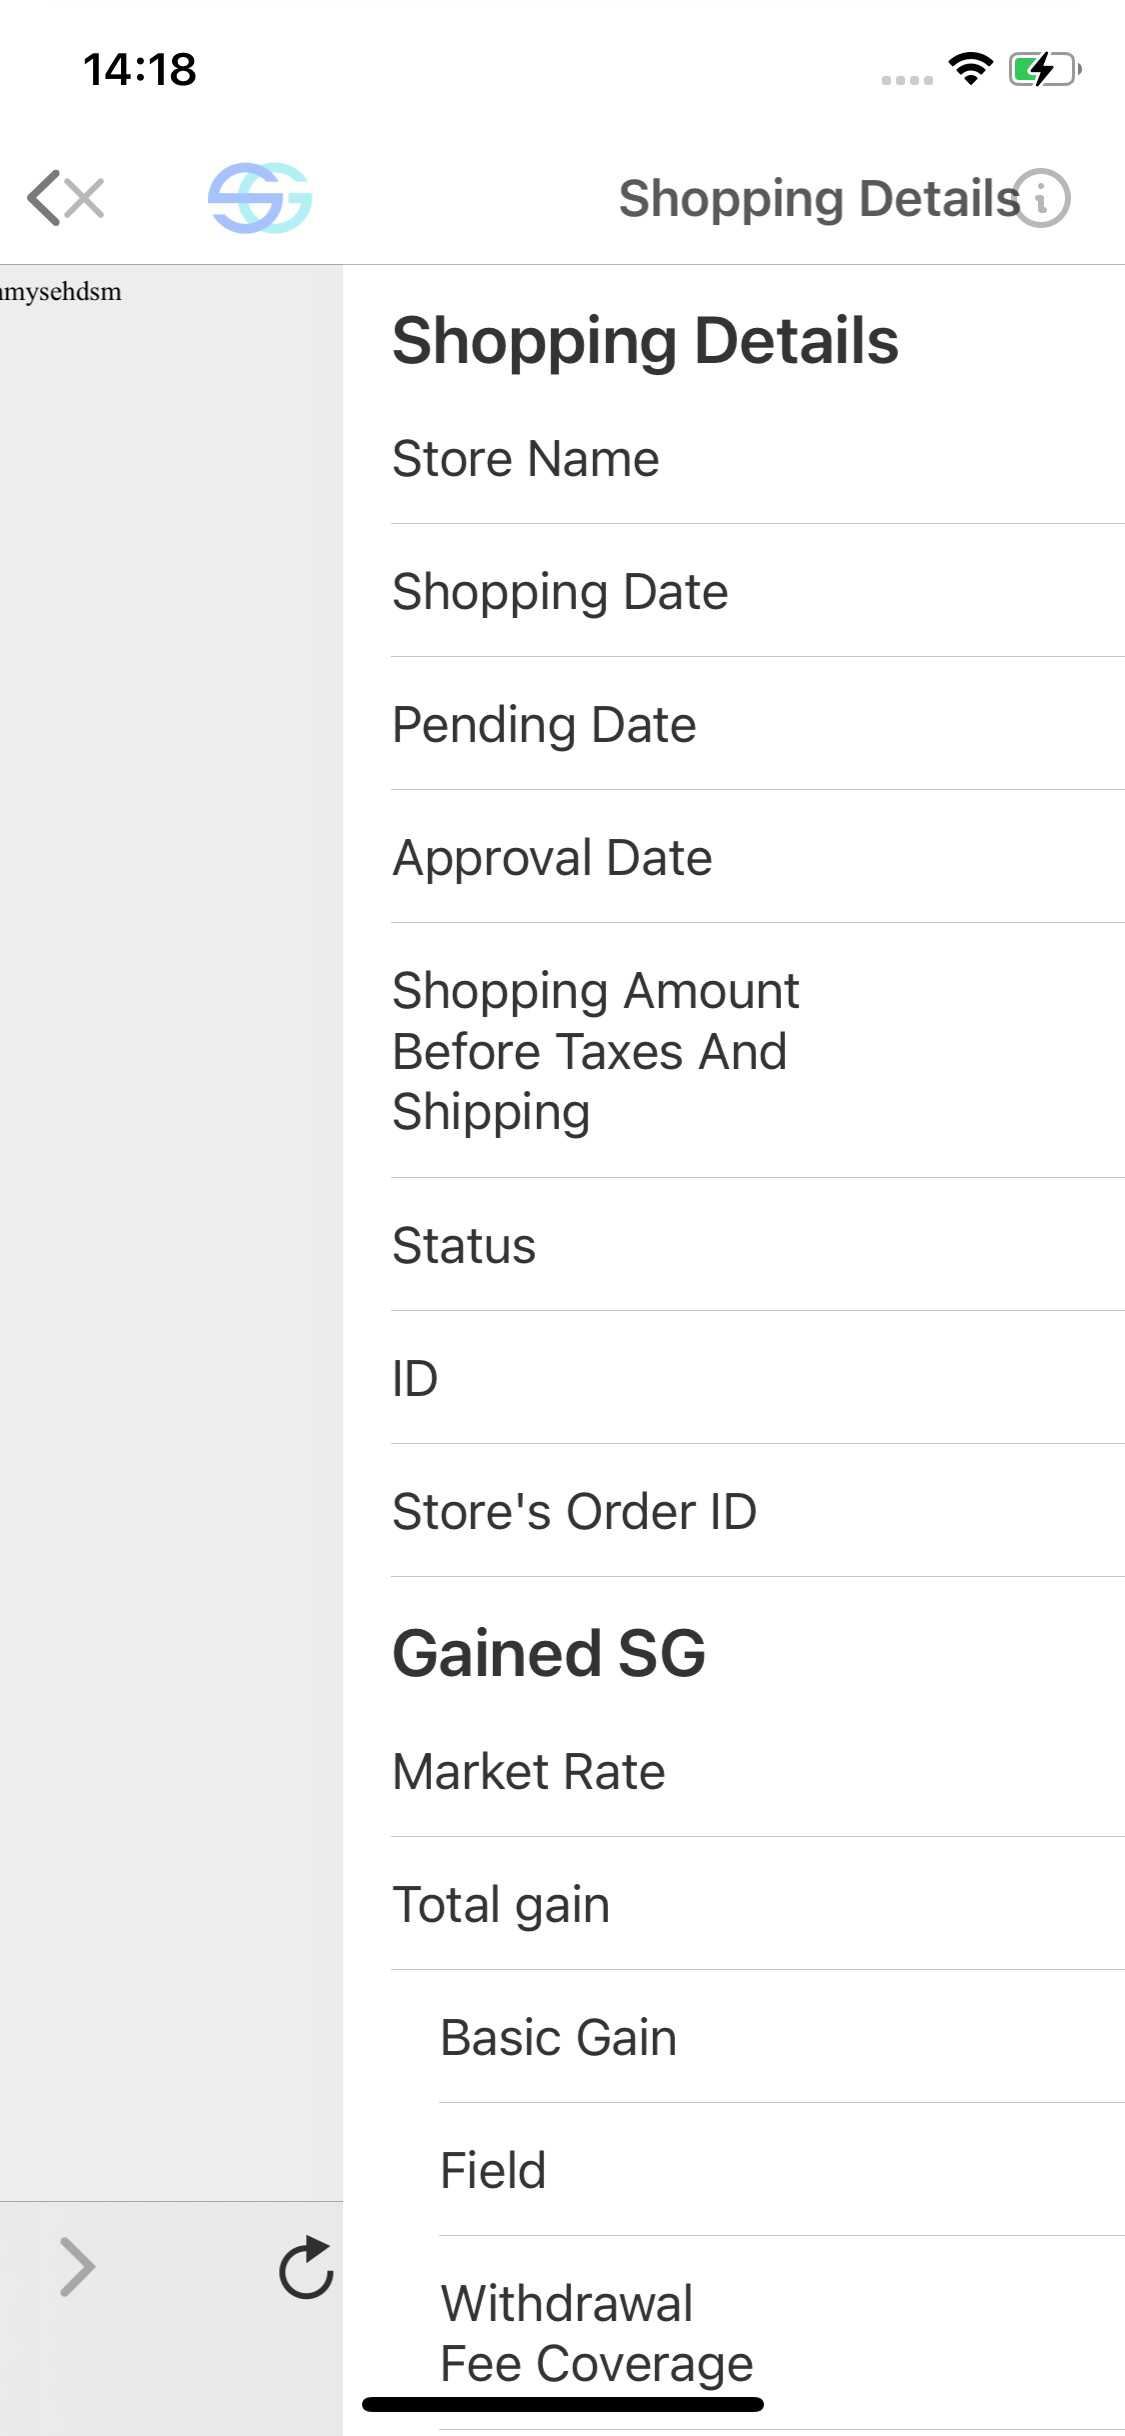 14:18
SG
Shopping Details
mysehdsm
Shopping Details
Store Name
Shopping Date
Pending Date
Approval Date
Shopping Amount
Before Taxes And
Shipping
Status
ID
Store's Order ID
Gained SG
Market Rate
Total gain
Basic Gain
Field
Withdrawal
Fee Coverage